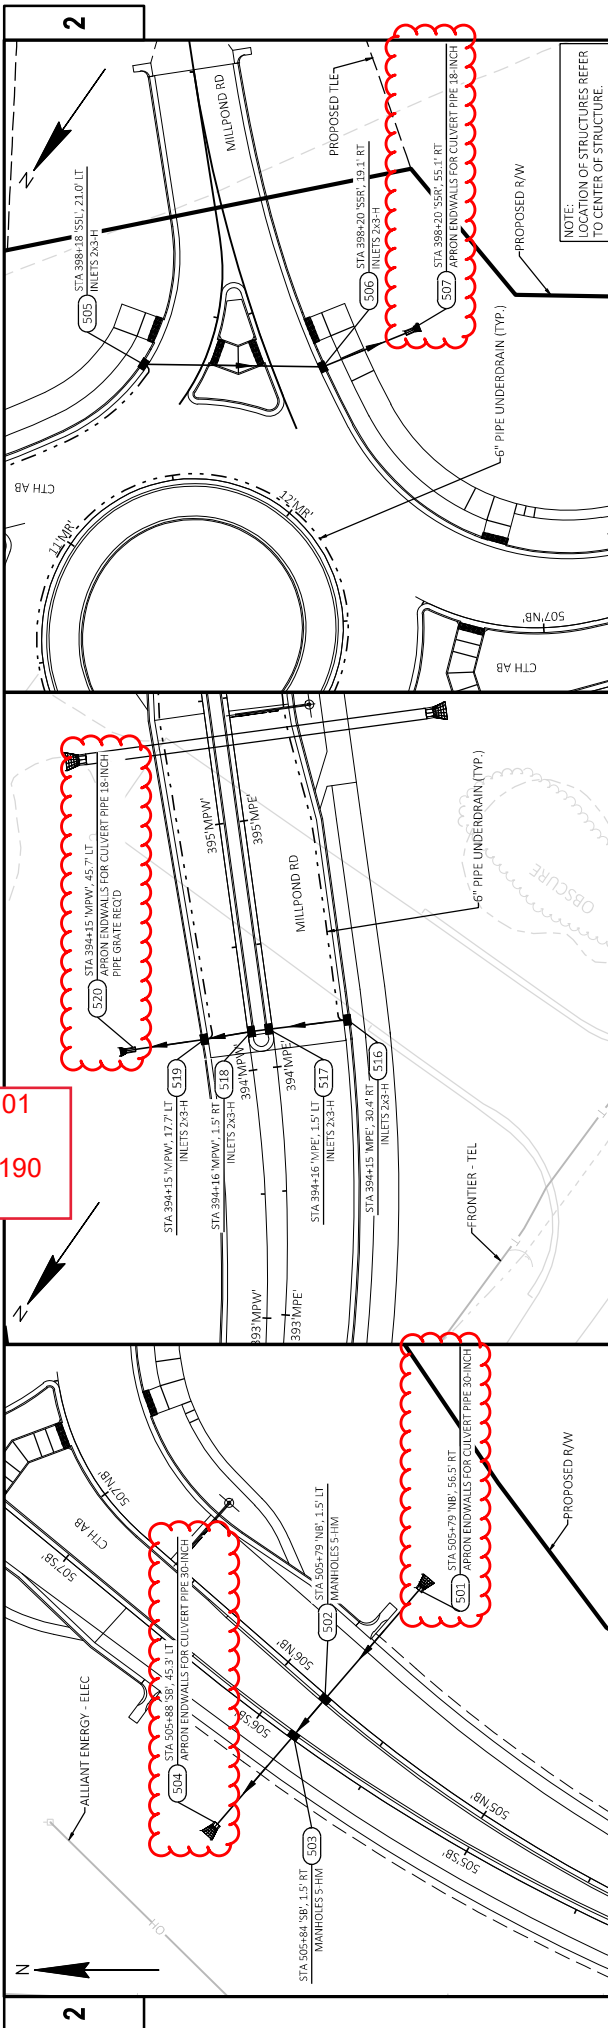 2
N
ALLIANT ENERGY - ELEC
OH
504
STA 505+88 'SB', 45.3' LT
APRON ENDWALLS FOR CULVERT PIPE 30-INCH
CTH AB
507'SB'
507'NB'
506'SB'
506'NB'
505'SB'
505'NB'
STA 505+84 'SB', 1.5' RT
MANHOLES 5-HM
503
502
STA 505+79 'NB', 1.5' LT
MANHOLES 5-HM
501
STA 505+79 'NB', 56.5' RT
APRON ENDWALLS FOR CULVERT PIPE 30-INCH
PROPOSED R/W
N
01
190
520
STA 394+15 'MPW', 45.7' LT
APRON ENDWALLS FOR CULVERT PIPE 18-INCH
PIPE GRATE REQ'D
STA 394+15 'MPW', 17.7' LT
INLETS 2x3-H
519
STA 394+16 'MPW', 1.5' RT
INLETS 2x3-H
518
STA 394+16 'MPE', 1.5' LT
INLETS 2x3-H
517
STA 394+15 'MPE', 30.4' RT
INLETS 2x3-H
516
393'MPW'
393'MPE'
394'MPW'
394'MPE'
395'MPW'
395'MPE'
MILLPOND RD
6" PIPE UNDERDRAIN (TYP.)
FRONTIER - TEL
OBSCURE
N
505
STA 398+18 'S5L', 21.0' LT
INLETS 2x3-H
MILLPOND RD
PROPOSED TLE
506
STA 398+20 'S5R', 19.1' RT
INLETS 2x3-H
507
STA 398+20 'S5R', 55.1' RT
APRON ENDWALLS FOR CULVERT PIPE 18-INCH
PROPOSED R/W
6" PIPE UNDERDRAIN (TYP.)
CTH AB
11'MR'
12'MR'
507'NB'
CTH AB
NOTE:
LOCATION OF STRUCTURES REFER
TO CENTER OF STRUCTURE.
2